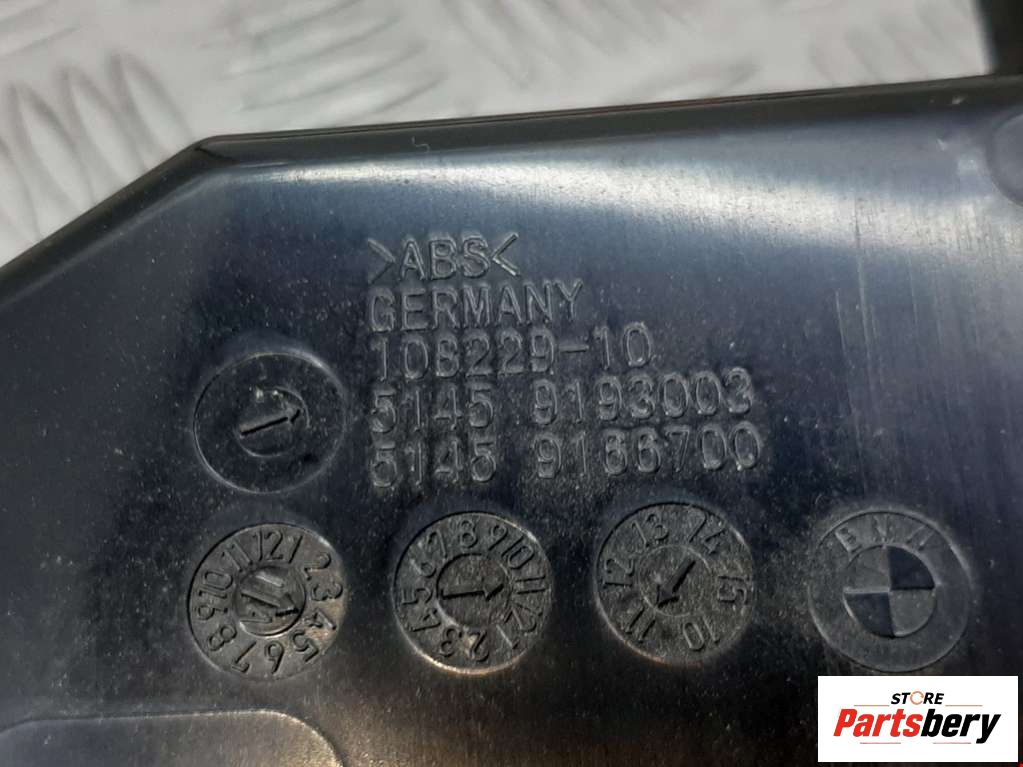 >ABS<
GERMANY
108229-10
5145 9193003
5145 9166700
1
1 2 3 4 5 6 7 8 9 10 11 12
11
1 2 3 4 5 6 7 8 9 10 11 12
10 11 12 13 14 15
BMW
STORE
Partsbery